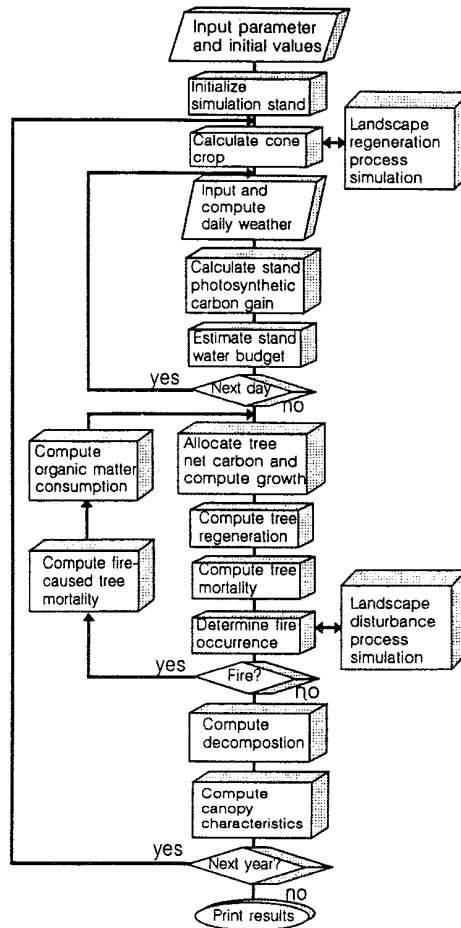 Input parameter
and initial values
Initialize
simulation stand
Calculate cone
crop
Landscape
regeneration
process
simulation
Input and
compute
daily weather
Calculate stand
photosynthetic
carbon gain
Estimate stand
water budget
yes
Next day
no
Compute
organic matter
consumption
Allocate tree
net carbon and
compute growth
Compute tree
regeneration
Compute fire-
caused tree
mortality
Compute tree
mortality
Determine fire
occurrence
Landscape
disturbance
process
simulation
yes
Fire?
no
Compute
decompostion
Compute
canopy
characteristics
yes
Next year?
no
Print results